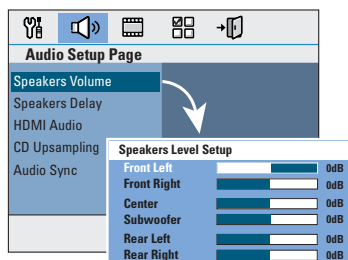 Audio Setup Page
Speakers Volume
Speakers Delay
HDMI Audio
CD Upsampling
Audio Sync
Speakers Level Setup
Front Left 0dB
Front Right 0dB
Center 0dB
Subwoofer 0dB
Rear Left 0dB
Rear Right 0dB